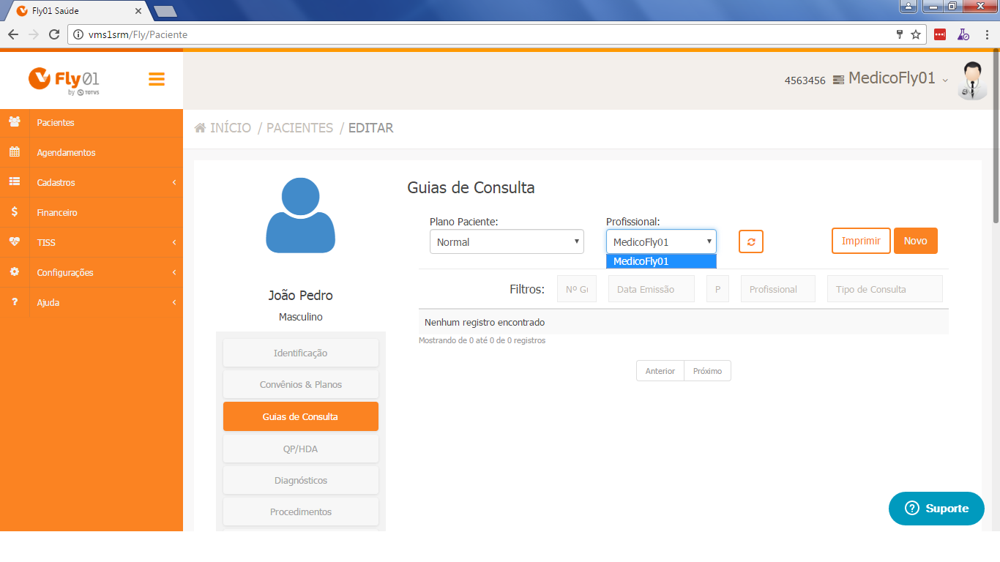 Fly01 Saúde
vms1srm/Fly/Paciente
Fly01
by TOTVS
4563456 MedicoFly01
Pacientes
Agendamentos
Cadastros
Financeiro
TISS
Configurações
Ajuda
INÍCIO / PACIENTES / EDITAR
João Pedro
Masculino
Identificação
Convênios & Planos
Guias de Consulta
QP/HDA
Diagnósticos
Procedimentos
Guias de Consulta
Plano Paciente: Profissional:
Normal MedicoFly01 Imprimir Novo
MedicoFly01
Filtros: Nº Gu Data Emissão P Profissional Tipo de Consulta
Nenhum registro encontrado
Mostrando de 0 até 0 de 0 registros
Anterior Próximo
Suporte